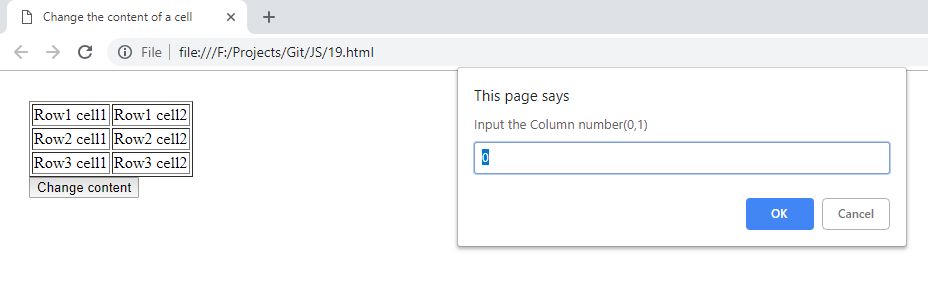 Change the content of a cell
File file:///F:/Projects/Git/JS/19.html
This page says
Input the Column number(0,1)
0
OK Cancel
Row1 cell1 Row1 cell2
Row2 cell1 Row2 cell2
Row3 cell1 Row3 cell2
Change content